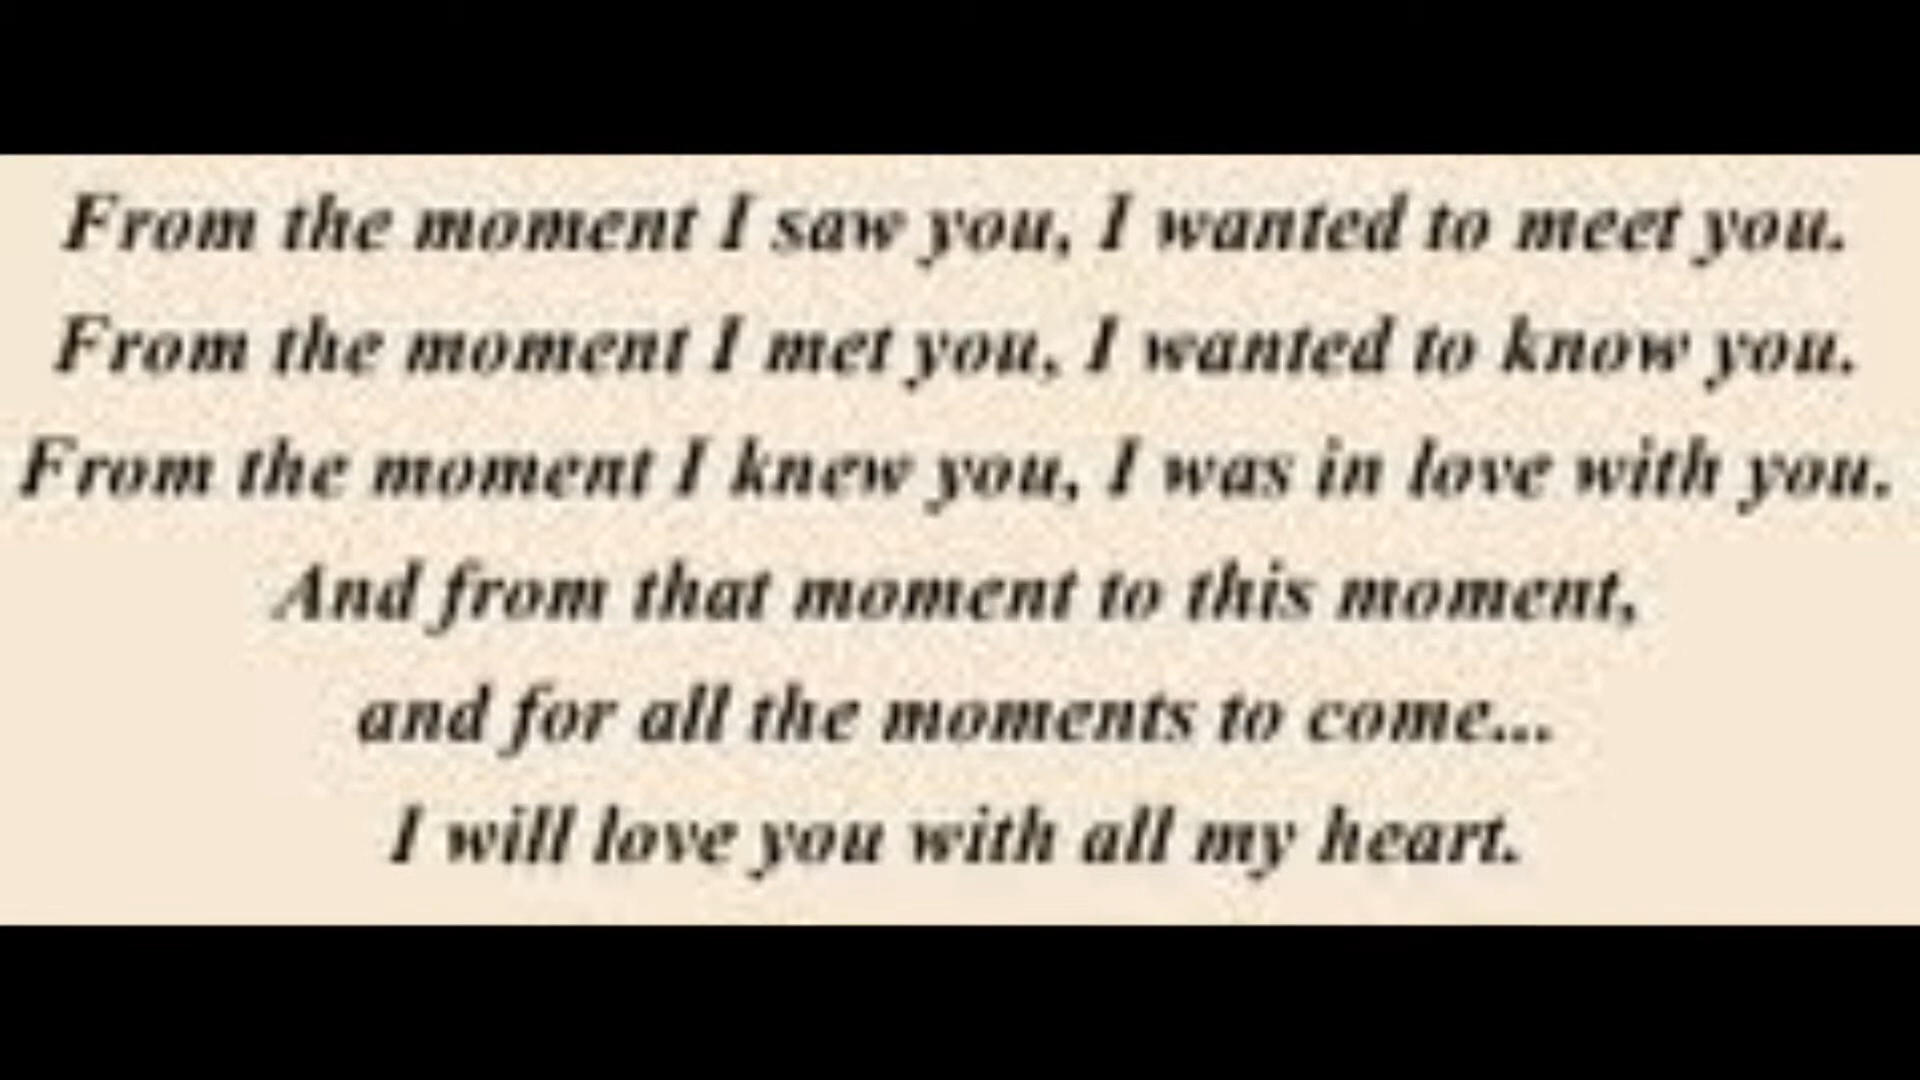 From the moment I saw you, I wanted to meet you.
From the moment I met you, I wanted to know you.
From the moment I knew you, I was in love with you.
And from that moment to this moment,
and for all the moments to come...
I will love you with all my heart.